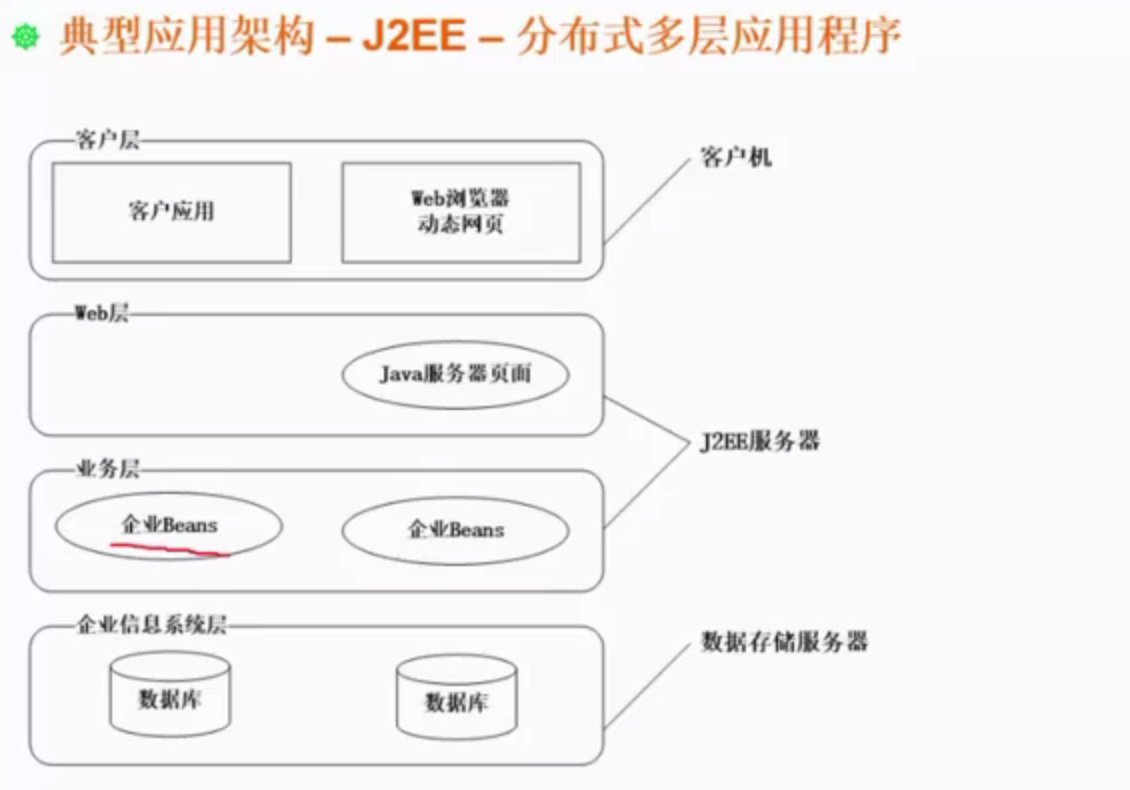 典型应用架构 – J2EE – 分布式多层应用程序
客户层
客户机
客户应用
Web浏览器
动态网页
Web层
Java服务器页面
J2EE服务器
业务层
企业Beans
企业Beans
企业信息系统层
数据存储服务器
数据库
数据库